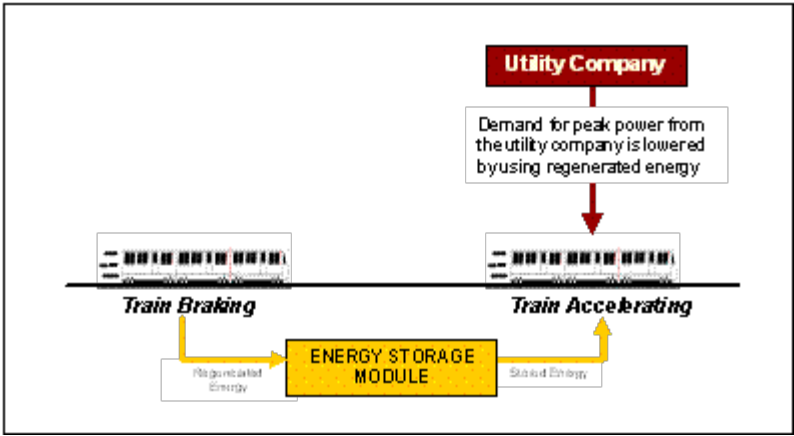 Utility Company
Demand for peak power from
the utility company is lowered
by using regenerated energy
Train Braking
Train Accelerating
ENERGY STORAGE
MODULE
Regenerated
Energy
Stored Energy